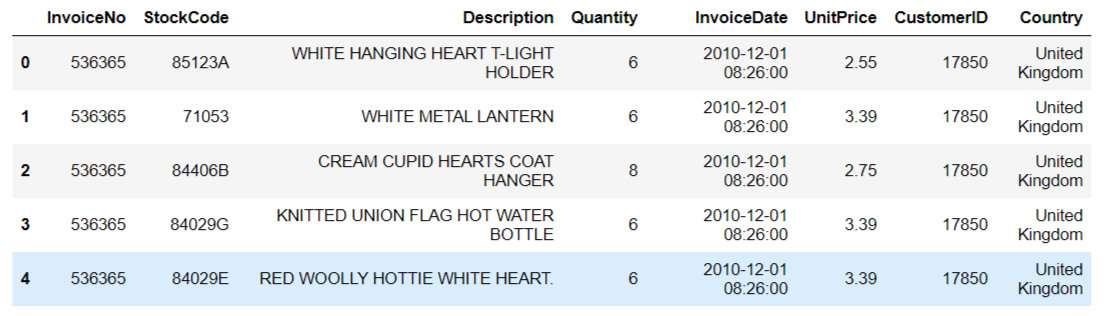 InvoiceNo StockCode Description Quantity InvoiceDate UnitPrice CustomerID Country
0 536365 85123A WHITE HANGING HEART T-LIGHT HOLDER 6 2010-12-01 08:26:00 2.55 17850 United Kingdom
1 536365 71053 WHITE METAL LANTERN 6 2010-12-01 08:26:00 3.39 17850 United Kingdom
2 536365 84406B CREAM CUPID HEARTS COAT HANGER 8 2010-12-01 08:26:00 2.75 17850 United Kingdom
3 536365 84029G KNITTED UNION FLAG HOT WATER BOTTLE 6 2010-12-01 08:26:00 3.39 17850 United Kingdom
4 536365 84029E RED WOOLLY HOTTIE WHITE HEART. 6 2010-12-01 08:26:00 3.39 17850 United Kingdom